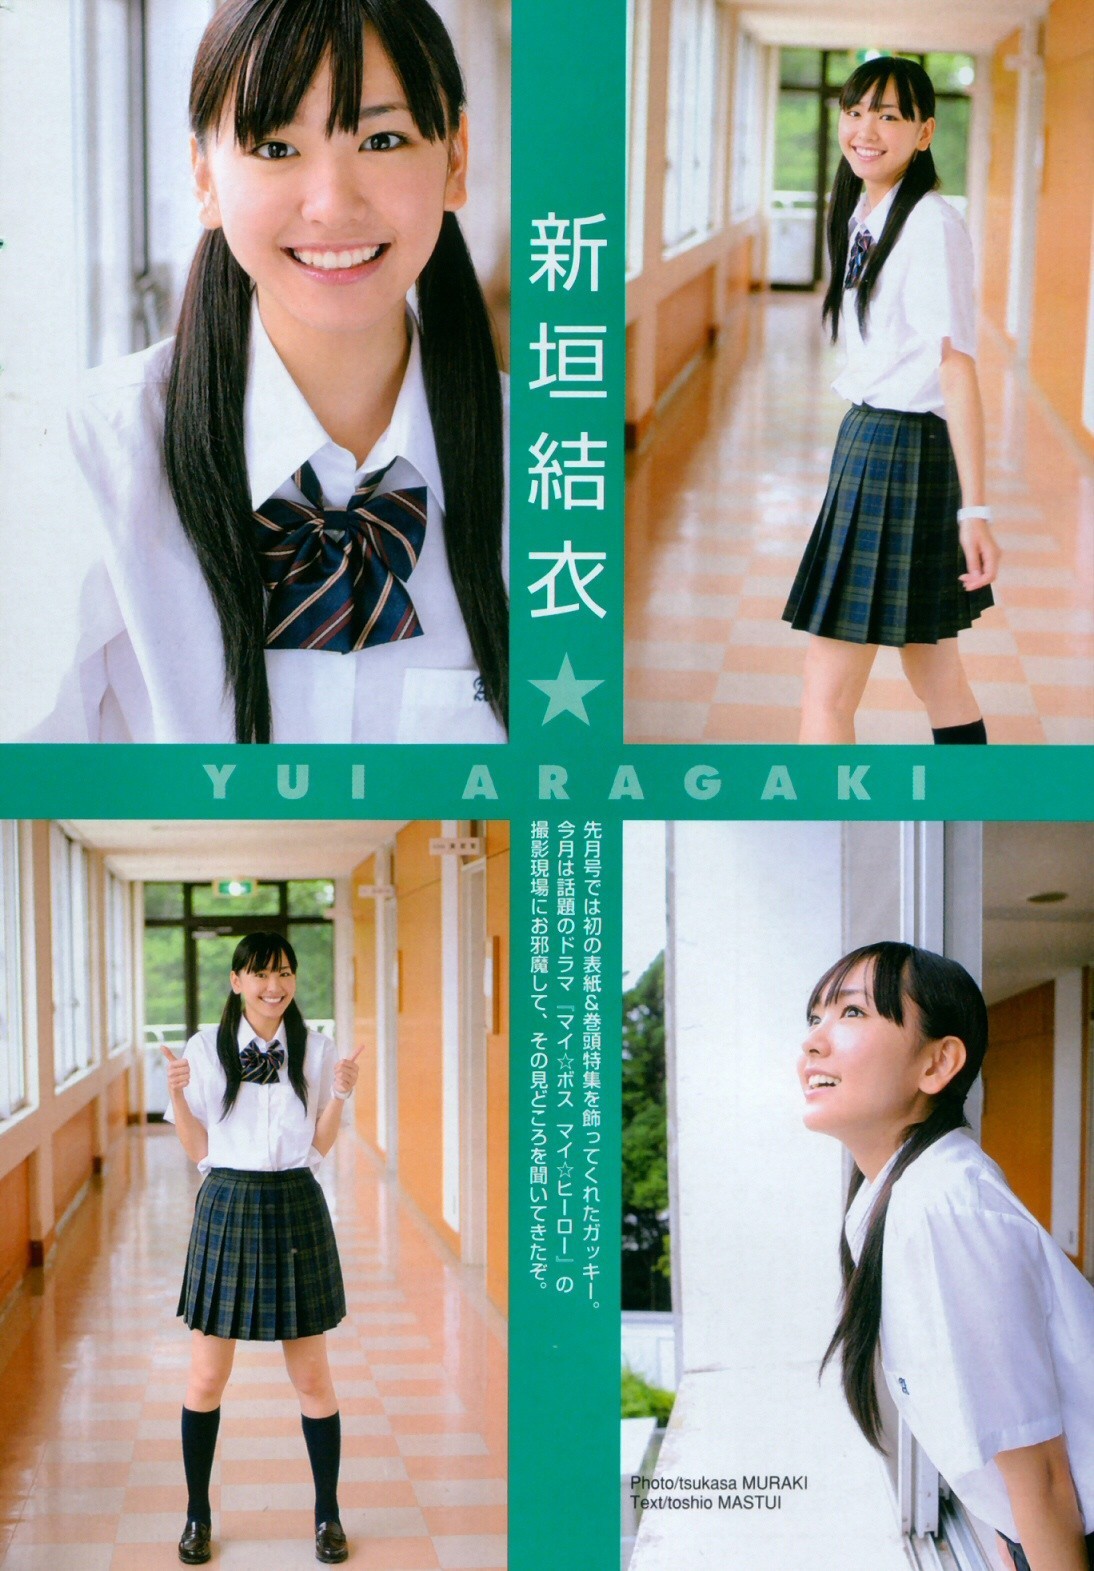 新垣結衣★
YUI ARAGAKI
先月号では初の表紙&巻頭特集を飾ってくれたガッキー。
今月は話題のドラマ『マイ☆ボス マイ☆ヒーロー』の
撮影現場にお邪魔して、その見どころを聞いてきたぞ。
Photo/tsukasa MURAKI
Text/toshio MASTUI